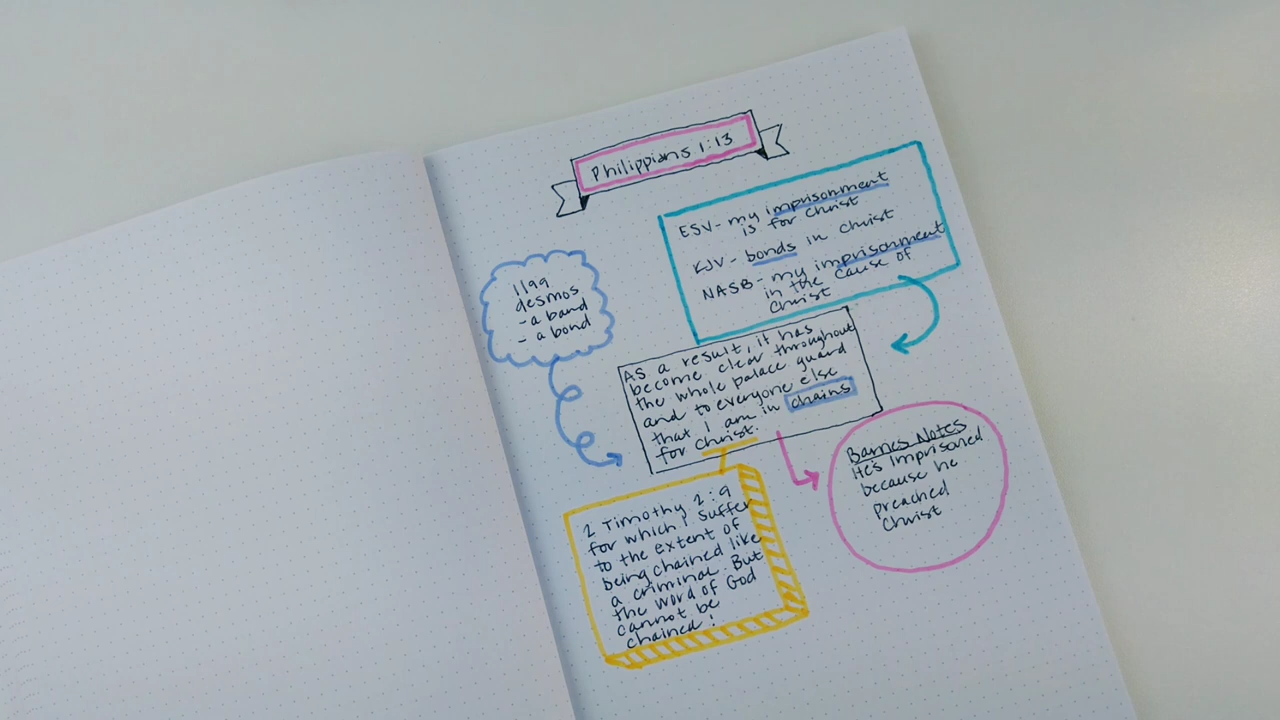 Philippians 1:13
ESV- my imprisonment
is for Christ
KJV- bonds in Christ
NASB- my imprisonment
in the cause of
Christ
1199
desmos
- a band
- a bond
As a result, it has
become clear throughout
the whole palace guard
and to everyone else
that I am in chains
for Christ.
Barnes Notes
He's imprisoned
because he
preached
Christ
2 Timothy 2:9
for which I suffer
to the extent of
being chained like
a criminal. But
the word of God
cannot be
chained!